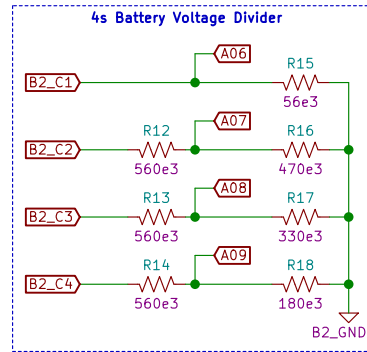 4s Battery Voltage Divider
A06
B2_C1
R15
56e3
A07
R12
R16
B2_C2
560e3
470e3
A08
R13
R17
B2_C3
560e3
330e3
A09
R14
R18
B2_C4
560e3
180e3
B2_GND